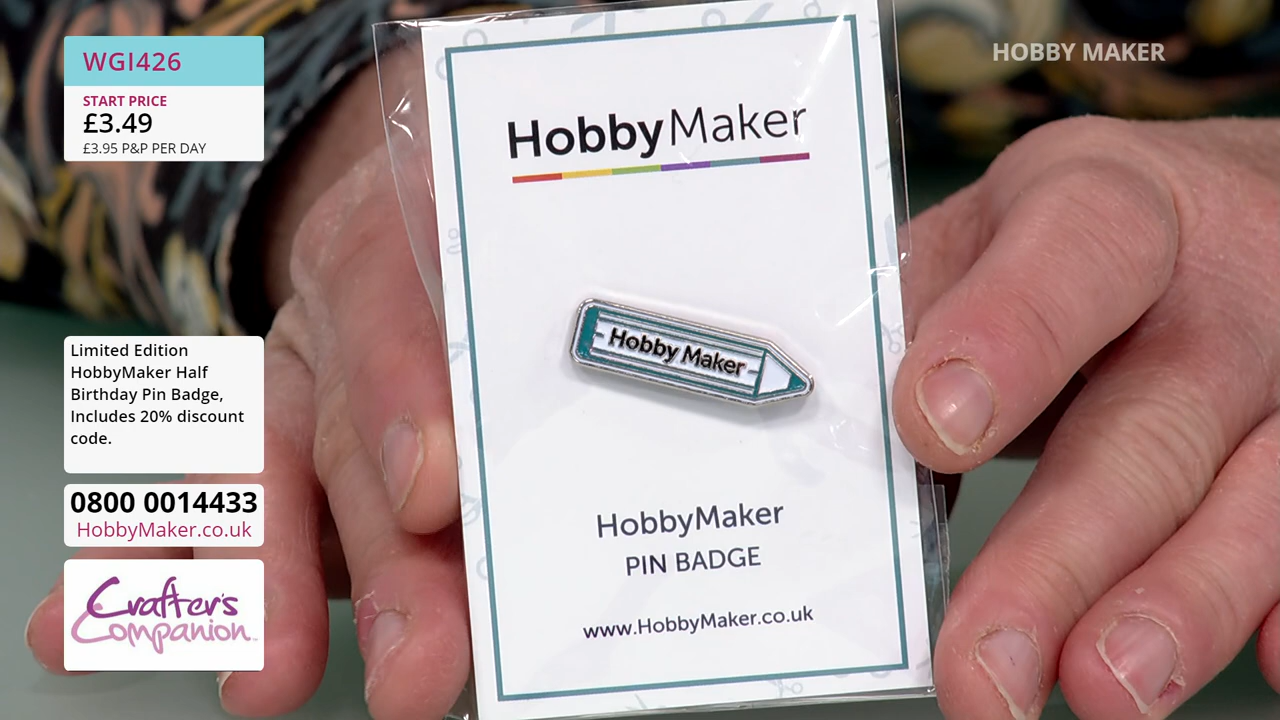 WGI426
START PRICE
£3.49
£3.95 P&P PER DAY
Limited Edition
HobbyMaker Half
Birthday Pin Badge,
Includes 20% discount
code.
0800 0014433
HobbyMaker.co.uk
Crafter's
Companion
HOBBY MAKER
HobbyMaker
Hobby Maker
HobbyMaker
PIN BADGE
www.HobbyMaker.co.uk